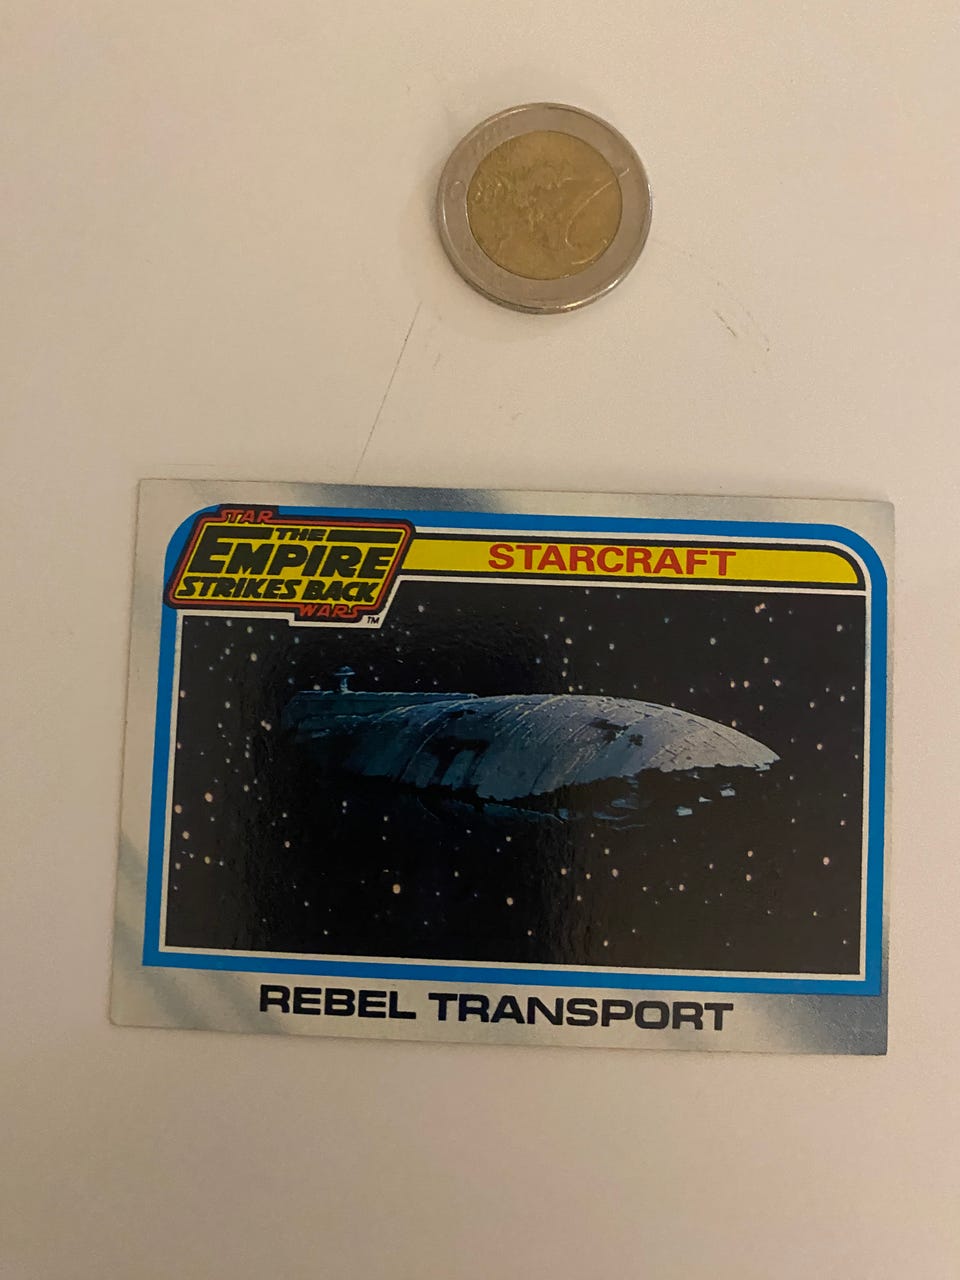 STAR
THE
EMPIRE
STRIKES BACK
WARS
TM
STARCRAFT
REBEL TRANSPORT